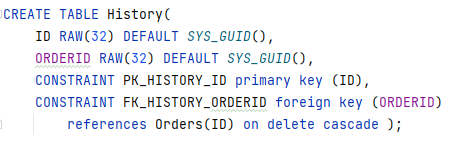 CREATE TABLE History(
ID RAW(32) DEFAULT SYS_GUID(),
ORDERID RAW(32) DEFAULT SYS_GUID(),
CONSTRAINT PK_HISTORY_ID primary key (ID),
CONSTRAINT FK_HISTORY_ORDERID foreign key (ORDERID)
references Orders(ID) on delete cascade );